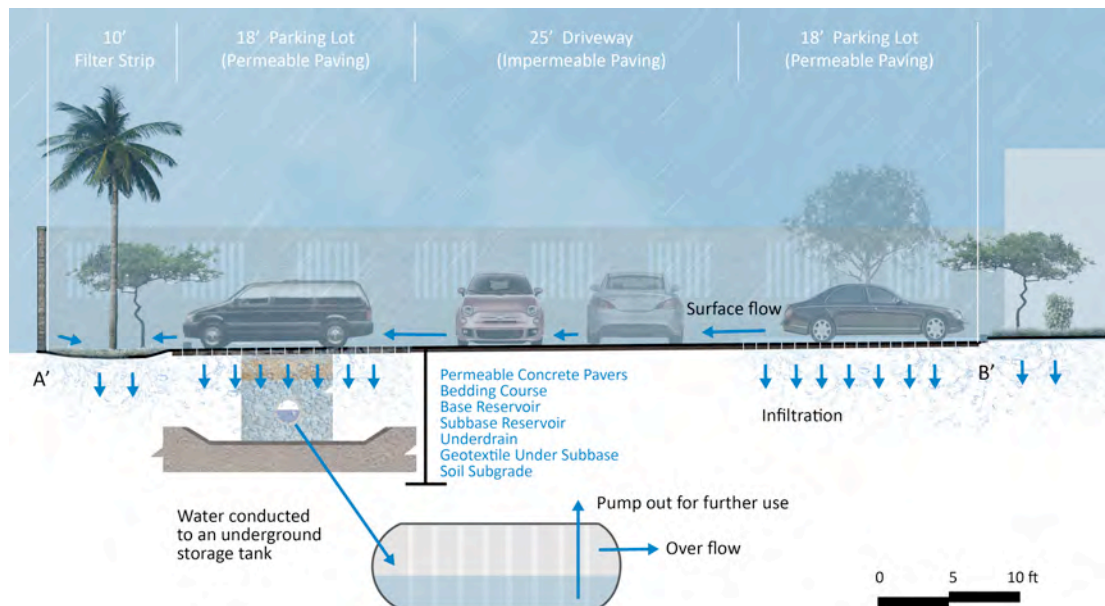 10’
Filter Strip
18’ Parking Lot
(Permeable Paving)
25’ Driveway
(Impermeable Paving)
18’ Parking Lot
(Permeable Paving)
Surface flow
A’
B’
Permeable Concrete Pavers
Bedding Course
Base Reservoir
Subbase Reservoir
Underdrain
Geotextile Under Subbase
Soil Subgrade
Infiltration
Water conducted
to an underground
storage tank
Pump out for further use
Over flow
0 5 10 ft